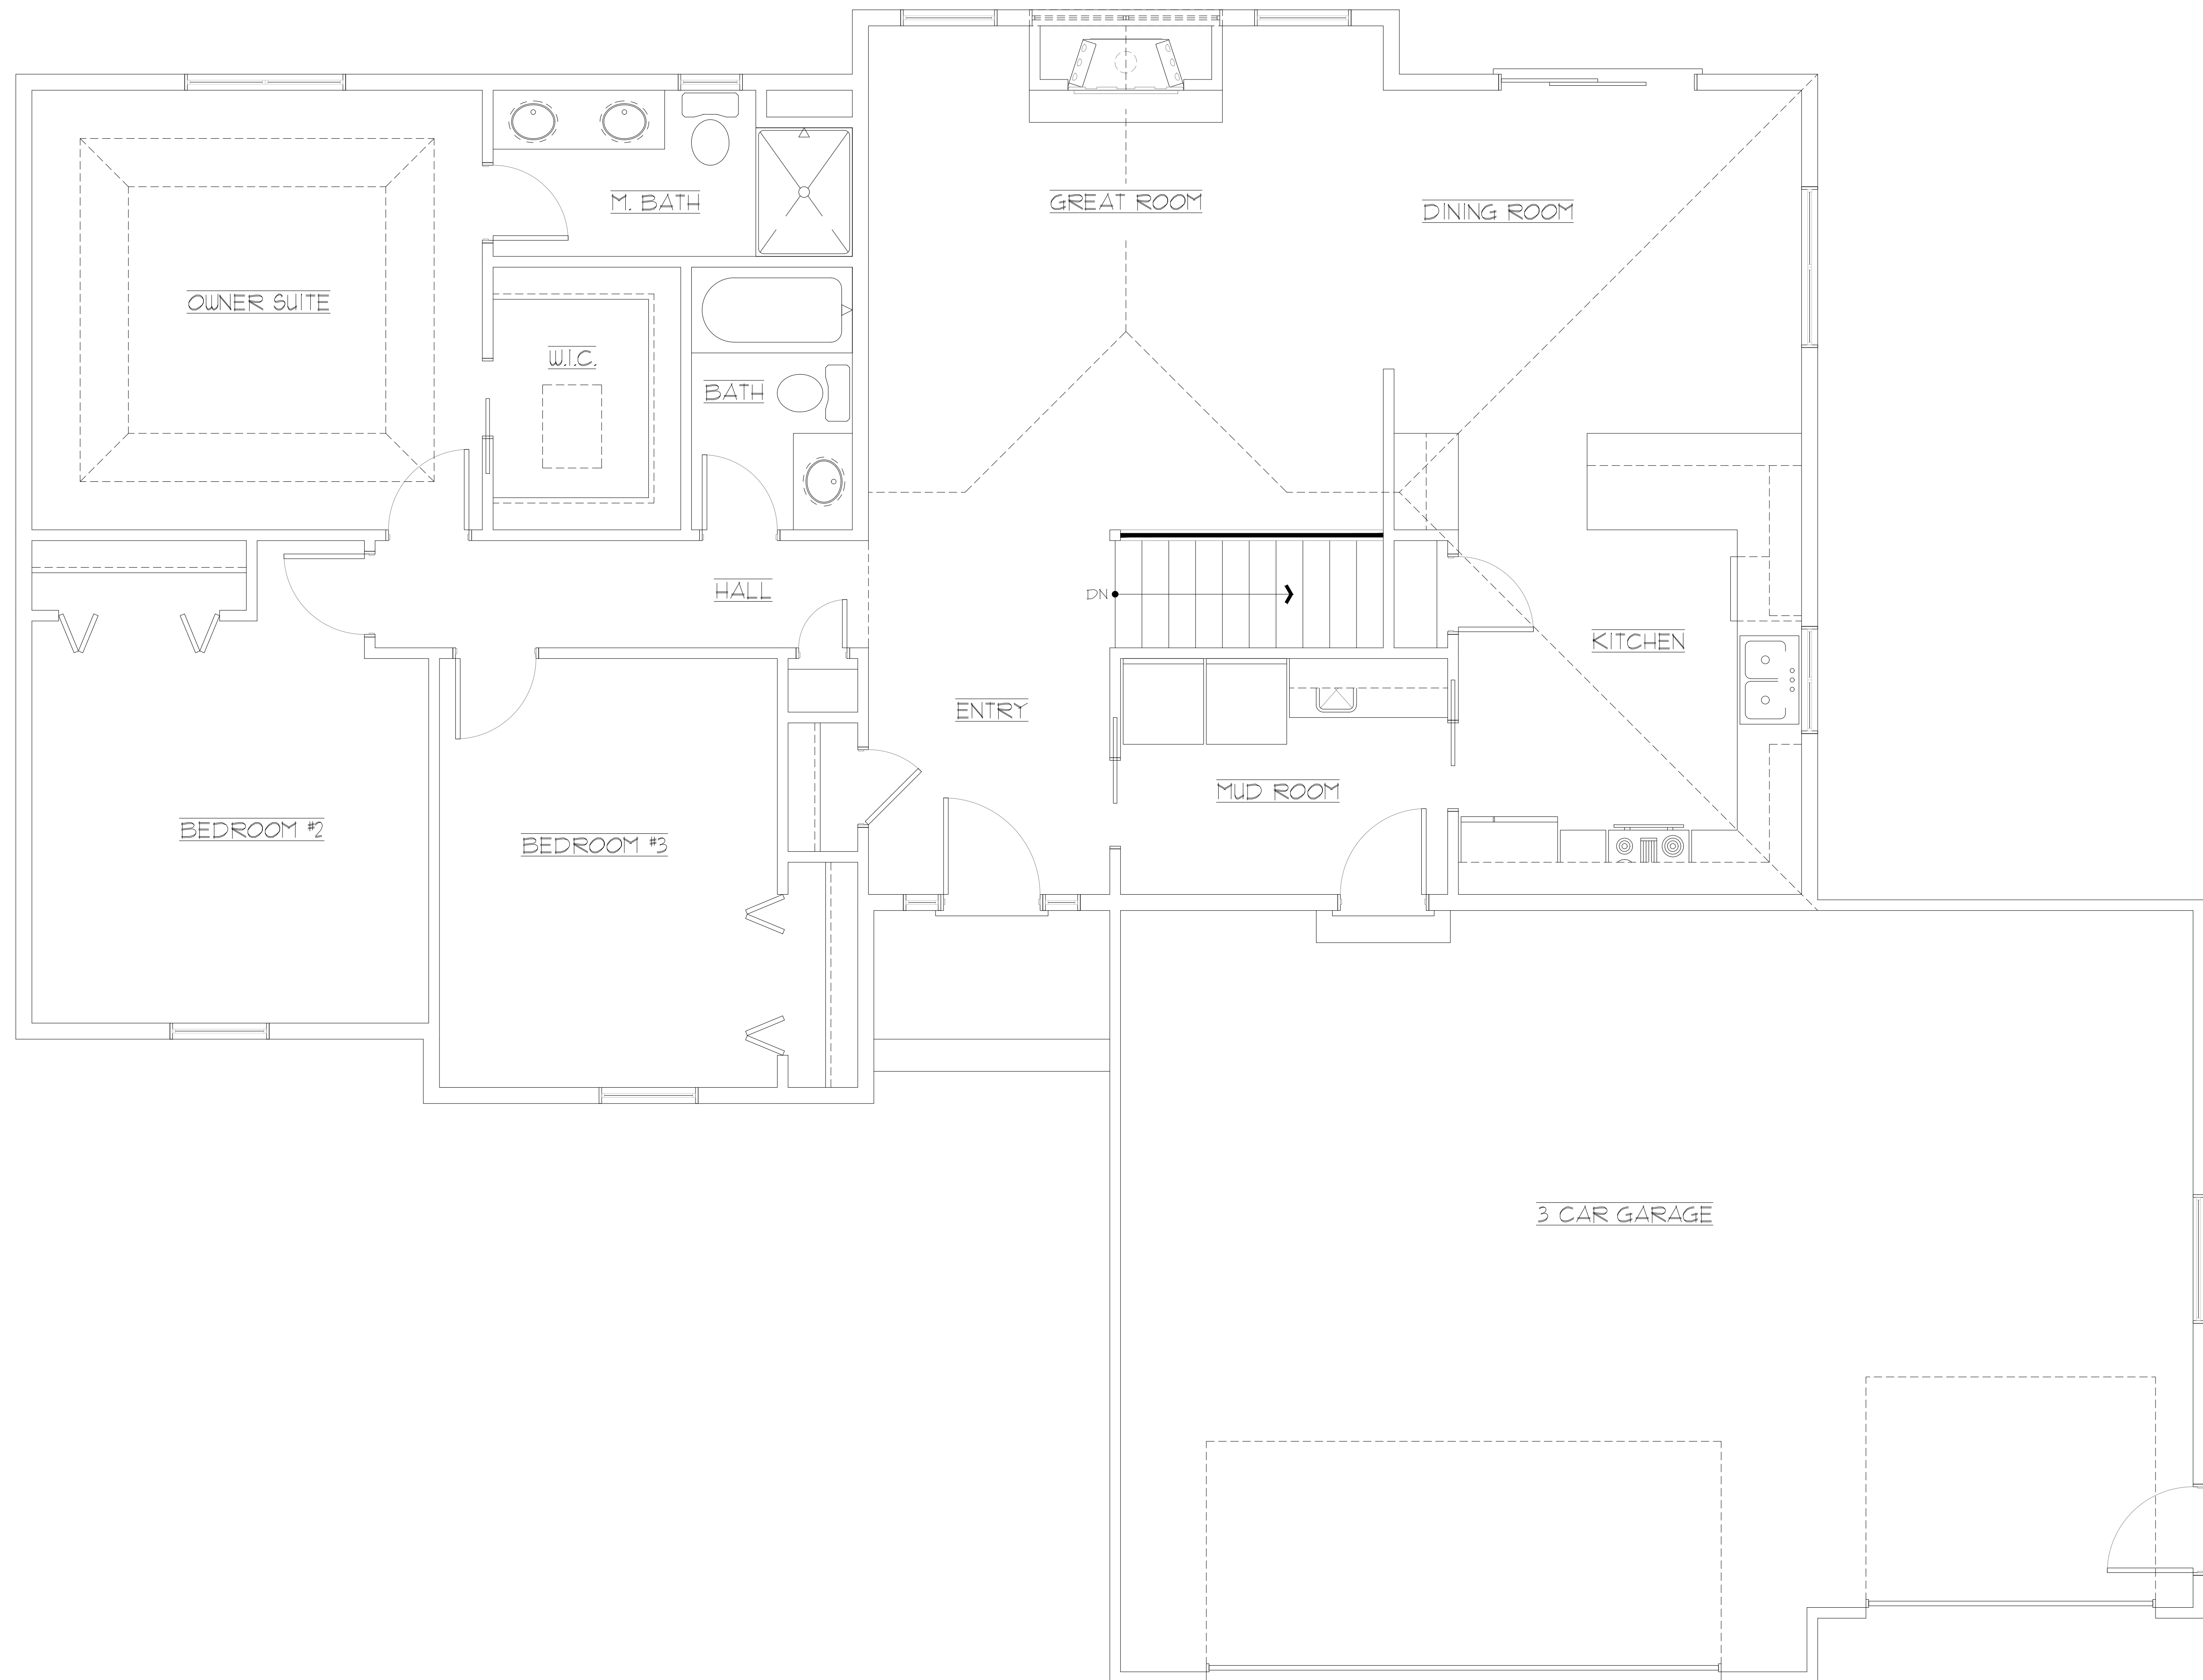 M. BATH
GREAT ROOM
DINING ROOM
OWNER SUITE
W.I.C.
BATH
HALL
DN
KITCHEN
ENTRY
MUD ROOM
BEDROOM #2
BEDROOM #3
3 CAR GARAGE